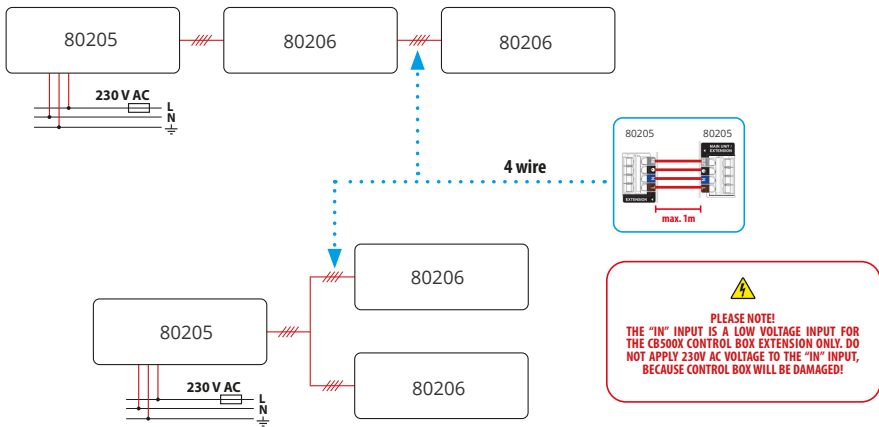 80205
80206
80206
230 V AC
L
N
4 wire
80205
80205
MAIN UNIT /
EXTENSION
EXTENSION
max. 1m
80206
80205
80206
230 V AC
L
N
PLEASE NOTE!
THE “IN” INPUT IS A LOW VOLTAGE INPUT FOR
THE CB500X CONTROL BOX EXTENSION ONLY. DO
NOT APPLY 230V AC VOLTAGE TO THE “IN” INPUT,
BECAUSE CONTROL BOX WILL BE DAMAGED!